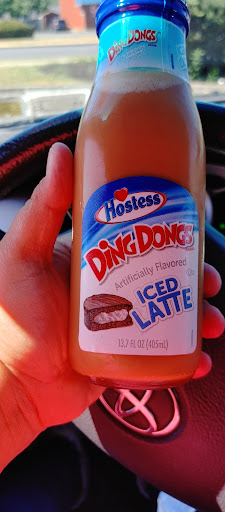 DING DONGS
Hostess
DING DONGS
Artificially Flavored
ICED
LATTE
13.7 FL OZ (405mL)